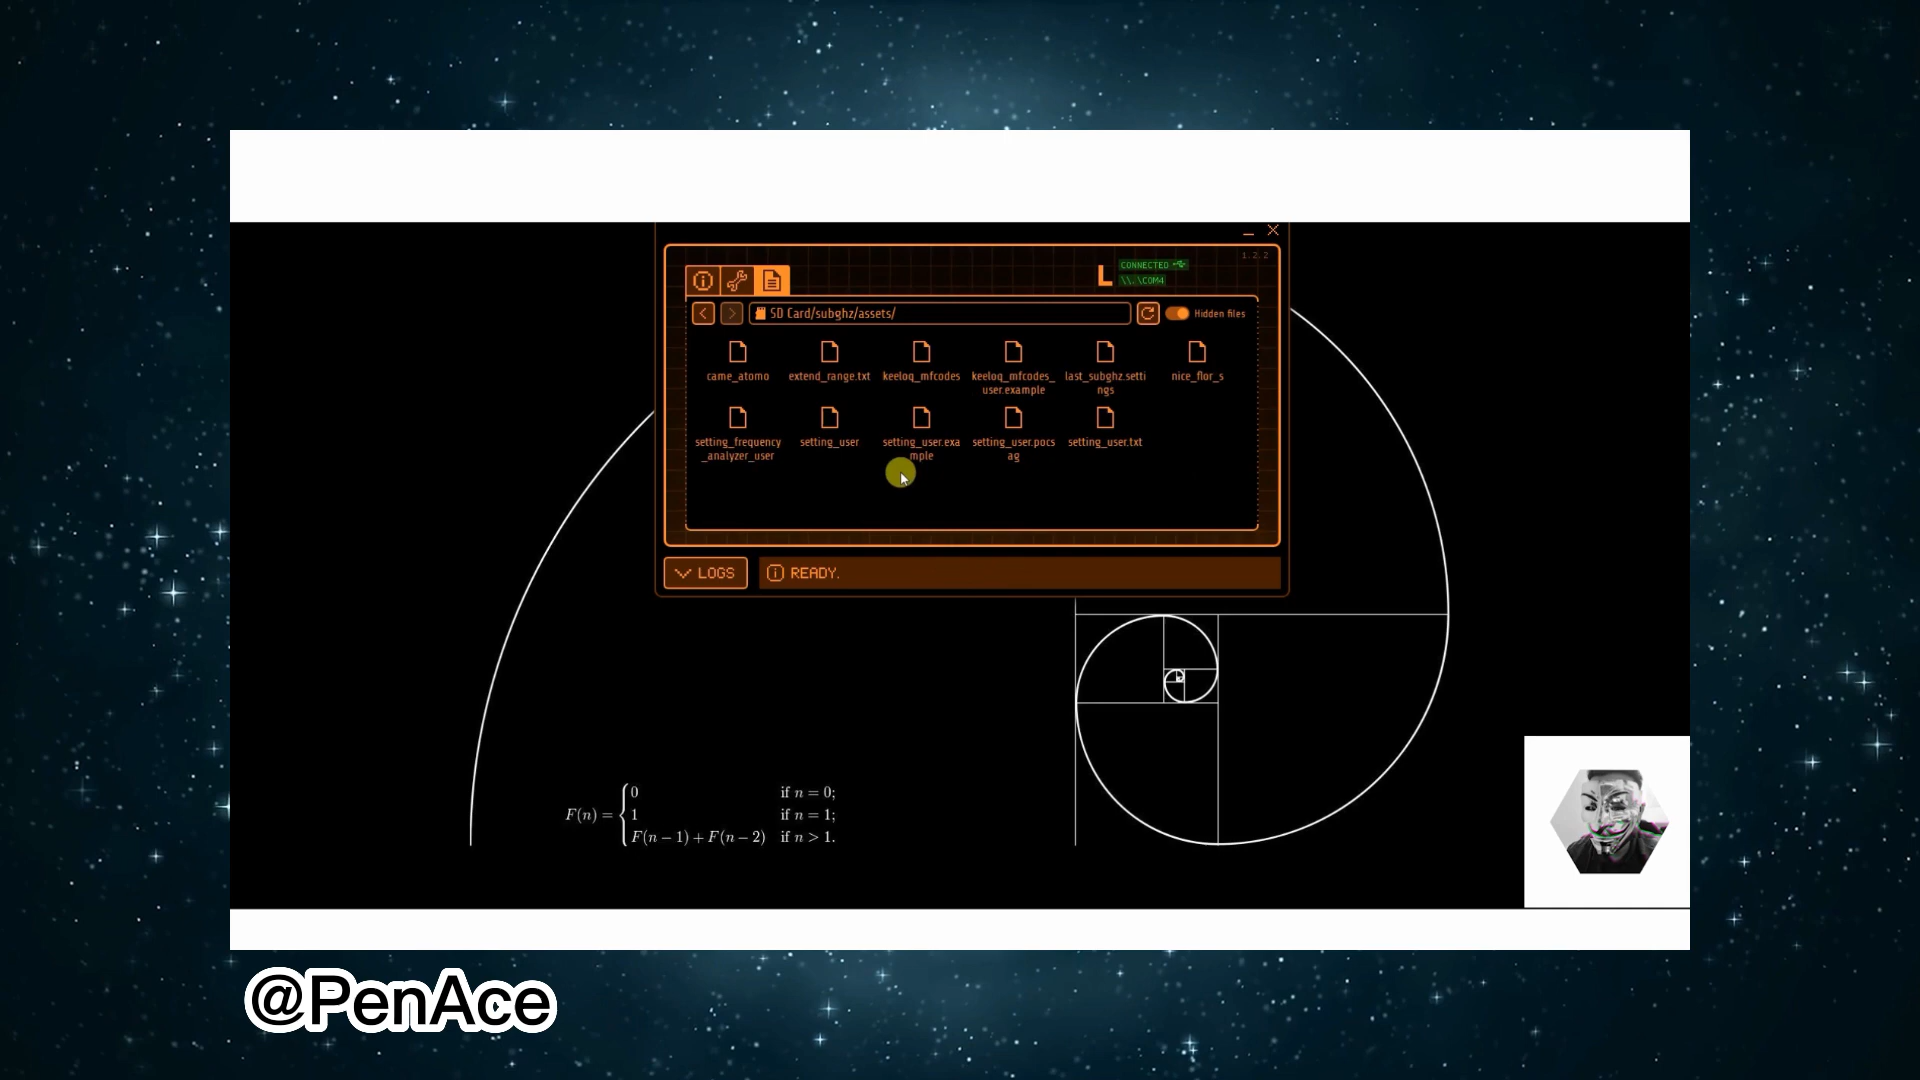 1.2.2
L
CONNECTED
\\.\COM4
SD Card/subghz/assets/
Hidden files
came_atomo
extend_range.txt
keeloq_mfcodes
keeloq_mfcodes_
user.example
last_subghz.setti
ngs
nice_flor_s
setting_frequency
_analyzer_user
setting_user
setting_user.exa
mple
setting_user.pocs
ag
setting_user.txt
LOGS
READY.
F(n) = { 0 if n = 0;
1 if n = 1;
F(n − 1) + F(n − 2) if n > 1.
@PenAce